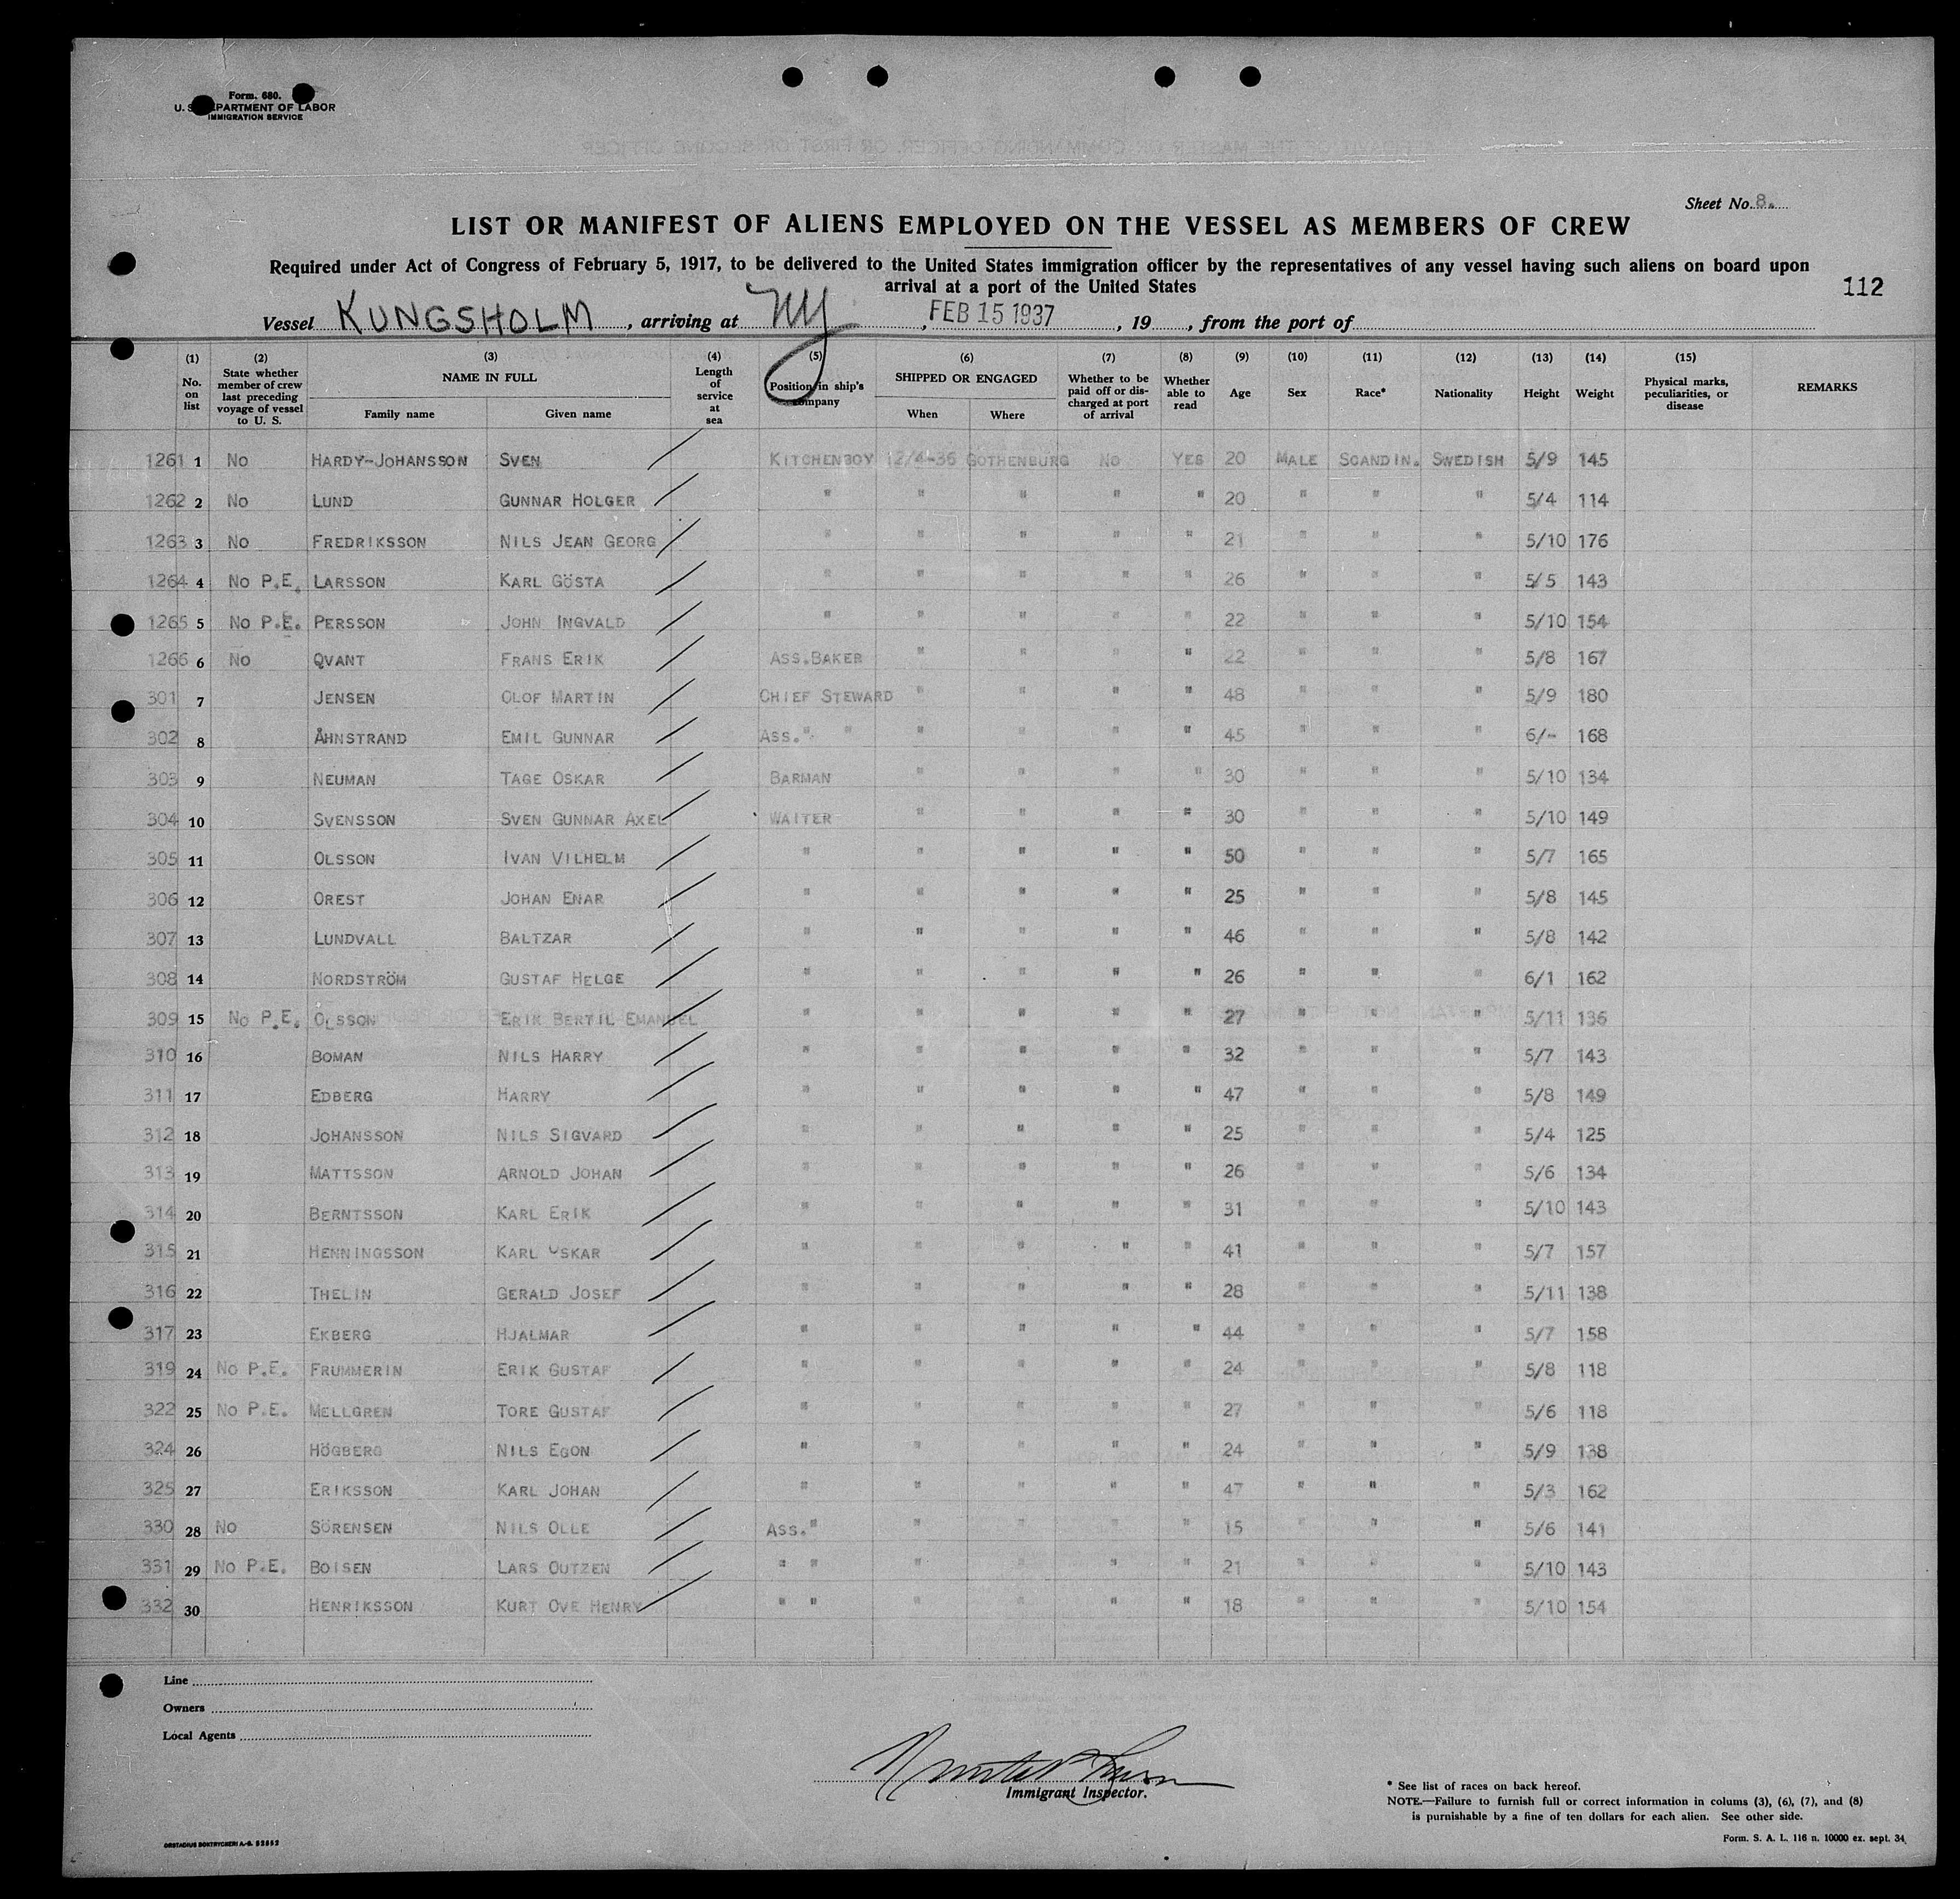 Form. 680.
U. S. DEPARTMENT OF LABOR
IMMIGRATION SERVICE
Sheet No. 8.
LIST OR MANIFEST OF ALIENS EMPLOYED ON THE VESSEL AS MEMBERS OF CREW
Required under Act of Congress of February 5, 1917, to be delivered to the United States immigration officer by the representatives of any vessel having such aliens on board upon
arrival at a port of the United States
112
Vessel KUNGSHOLM, arriving at NY, FEB 15 1937, 19, from the port of
(1) (2) (3) (4) (5) (6) (7) (8) (9) (10) (11) (12) (13) (14) (15)
No. on list State whether member of crew last preceding voyage of vessel to U. S. NAME IN FULL Family name Given name Length of service at sea Position in ship's company SHIPPED OR ENGAGED When Where Whether to be paid off or discharged at port of arrival Whether able to read Age Sex Race* Nationality Height Weight Physical marks, peculiarities, or disease REMARKS
1261 1 No HARDY-JOHANSSON SVEN KITCHENBOY 12/4-36 GOTHENBURG No YES 20 MALE SCANDIN. SWEDISH 5/9 145
1262 2 No LUND GUNNAR HOLGER " " " " " 20 " " " 5/4 114
1263 3 No FREDRIKSSON NILS JEAN GEORG " " " " " 21 " " " 5/10 176
1264 4 No P.E. LARSSON KARL GÖSTA " " " " " 26 " " " 5/5 143
1265 5 No P.E. PERSSON JOHN INGVALD " " " " " 22 " " " 5/10 154
1266 6 No QVANT FRANS ERIK ASS.BAKER " " " " 22 " " " 5/8 167
301 7 JENSEN OLOF MARTIN CHIEF STEWARD " " " " 48 " " " 5/9 180
302 8 ÅHNSTRAND EMIL GUNNAR ASS." " " " " " 45 " " " 6/- 168
303 9 NEUMAN TAGE OSKAR BARMAN " " " " 30 " " " 5/10 134
304 10 SVENSSON SVEN GUNNAR AXEL WAITER " " " " 30 " " " 5/10 149
305 11 OLSSON IVAN VILHELM " " " " " 50 " " " 5/7 165
306 12 OREST JOHAN ENAR " " " " " 25 " " " 5/8 145
307 13 LUNDVALL BALTZAR " " " " " 46 " " " 5/8 142
308 14 NORDSTRÖM GUSTAF HELGE " " " " " 26 " " " 6/1 162
309 15 No P.E. OLSSON ERIK BERTIL EMANUEL " " " " " 27 " " " 5/11 136
310 16 BOMAN NILS HARRY " " " " " 32 " " " 5/7 143
311 17 EDBERG HARRY " " " " " 47 " " " 5/8 149
312 18 JOHANSSON NILS SIGVARD " " " " " 25 " " " 5/4 125
313 19 MATTSSON ARNOLD JOHAN " " " " " 26 " " " 5/6 134
314 20 BERNTSSON KARL ERIK " " " " " 31 " " " 5/10 143
315 21 HENNINGSSON KARL OSKAR " " " " " 41 " " " 5/7 157
316 22 THELIN GERALD JOSEF " " " " " 28 " " " 5/11 138
317 23 EKBERG HJALMAR " " " " " 44 " " " 5/7 158
319 24 No P.E. FRUMMERIN ERIK GUSTAF " " " " " 24 " " " 5/8 118
322 25 No P.E. MELLGREN TORE GUSTAF " " " " " 27 " " " 5/6 118
324 26 HÖGBERG NILS EGON " " " " " 24 " " " 5/9 138
325 27 ERIKSSON KARL JOHAN " " " " " 47 " " " 5/3 162
330 28 No SÖRENSEN NILS OLLE ASS." " " " " 15 " " " 5/6 141
331 29 No P.E. BOISEN LARS OUTZEN " " " " " " 21 " " " 5/10 143
332 30 HENRIKSSON KURT OVE HENRY " " " " " " 18 " " " 5/10 154
Line
Owners
Local Agents
Immigrant Inspector.
* See list of races on back hereof.
NOTE.—Failure to furnish full or correct information in colums (3), (6), (7), and (8)
is purnishable by a fine of ten dollars for each alien. See other side.
ORSTADIUS BOKTRYCKERI A.-B. 52852
Form. S. A. L. 116 n. 10000 ex. sept. 34